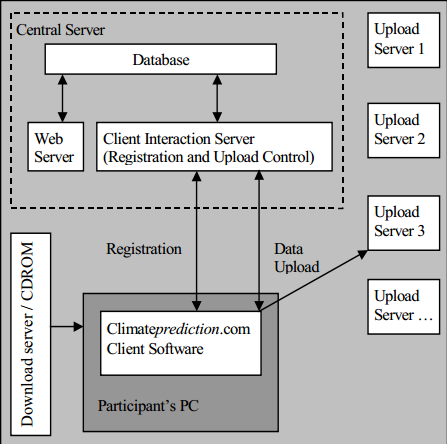 Central Server
Database
Web
Server
Client Interaction Server
(Registration and Upload Control)
Upload
Server 1
Upload
Server 2
Upload
Server 3
Upload
Server …
Registration
Data
Upload
Download server / CDROM
Climateprediction.com
Client Software
Participant’s PC